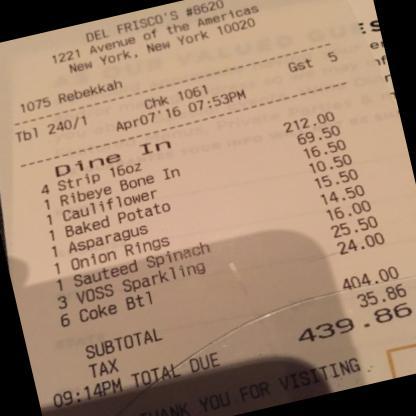 DEL FRISCO'S #8620
1221 Avenue of the Americas
New York, New York 10020
1075 Rebekkah
Tbl 240/1 Chk 1061 Gst 5
Apr07'16 07:53PM
Dine In
4 Strip 16oz 212.00
1 Ribeye Bone In 69.50
1 Cauliflower 16.50
1 Baked Potato 10.50
1 Asparagus 15.50
1 Onion Rings 14.50
1 Sauteed Spinach 16.00
3 VOSS Sparkling 25.50
6 Coke Btl 24.00
SUBTOTAL 404.00
TAX 35.86
09:14PM TOTAL DUE 439.86
THANK YOU FOR VISITING